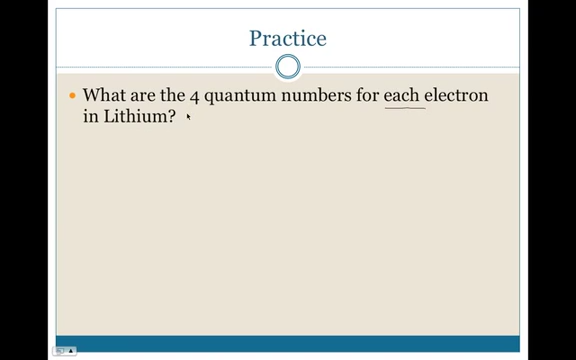 Practice
What are the 4 quantum numbers for each electron
in Lithium?